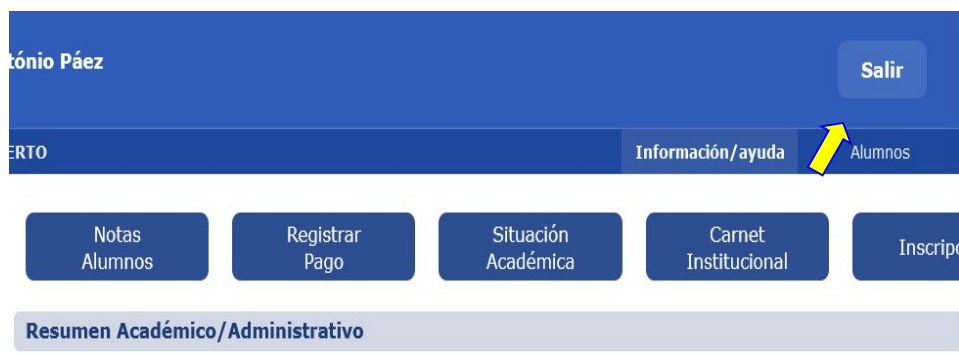 tónio Páez
Salir
ERTO
Información/ayuda
Alumnos
Notas
Alumnos
Registrar
Pago
Situación
Académica
Carnet
Institucional
Inscripc
Resumen Académico/Administrativo